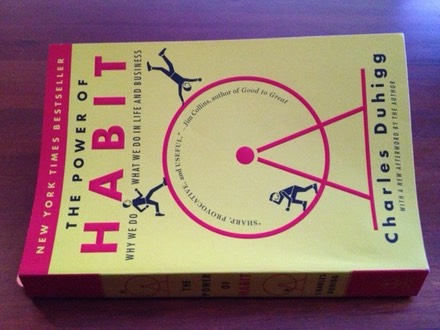 NEW YORK TIMES BESTSELLER
THE POWER OF
HABIT
WHY WE DO WHAT WE DO IN LIFE AND BUSINESS
"SHARP, PROVOCATIVE, and USEFUL." —Jim Collins, author of Good to Great
Charles Duhigg
WITH A NEW AFTERWORD BY THE AUTHOR
THE
POWER
OF
HABIT
CHARLES
DUHIGG